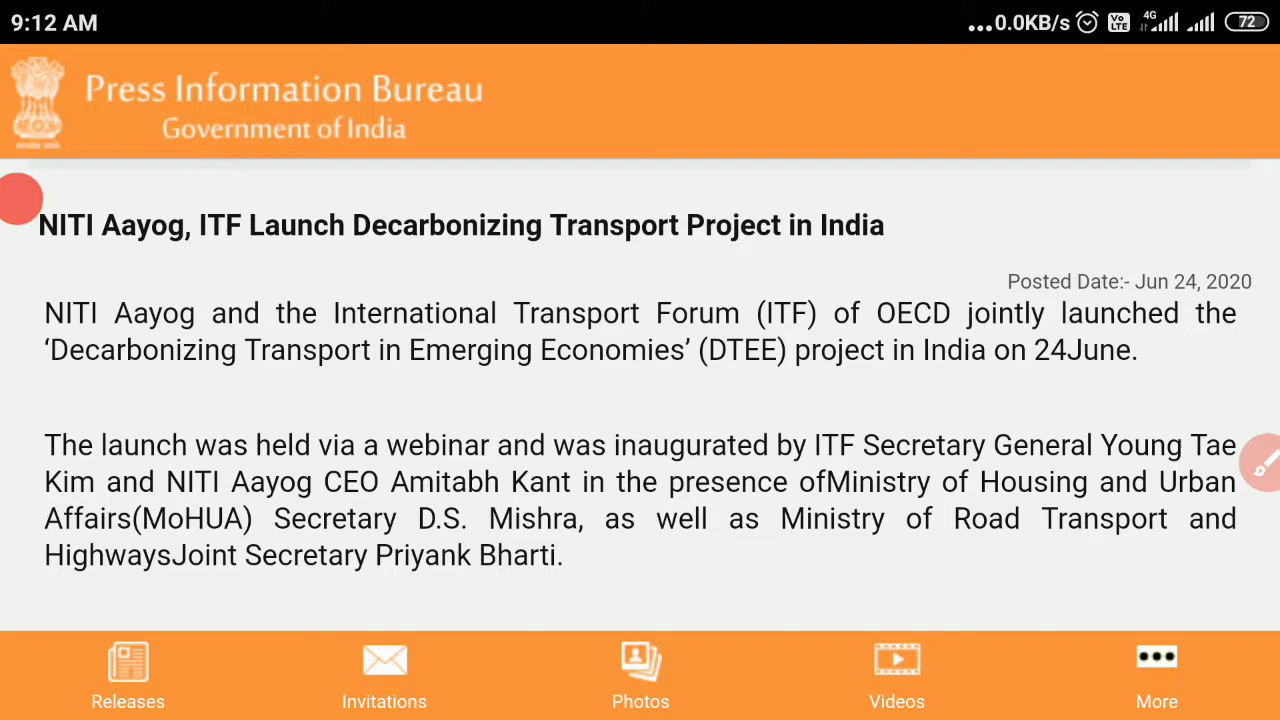 9:12 AM
...0.0KB/s
Vo LTE
4G
72
Press Information Bureau
Government of India
NITI Aayog, ITF Launch Decarbonizing Transport Project in India
Posted Date:- Jun 24, 2020
NITI Aayog and the International Transport Forum (ITF) of OECD jointly launched the
‘Decarbonizing Transport in Emerging Economies’ (DTEE) project in India on 24June.
The launch was held via a webinar and was inaugurated by ITF Secretary General Young Tae
Kim and NITI Aayog CEO Amitabh Kant in the presence ofMinistry of Housing and Urban
Affairs(MoHUA) Secretary D.S. Mishra, as well as Ministry of Road Transport and
HighwaysJoint Secretary Priyank Bharti.
Releases
Invitations
Photos
Videos
More